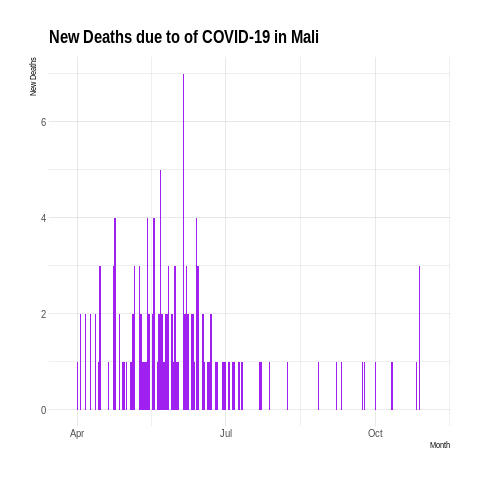 New Deaths due to of COVID-19 in Mali
New Deaths
6
4
2
0
Apr Jul Oct
Month